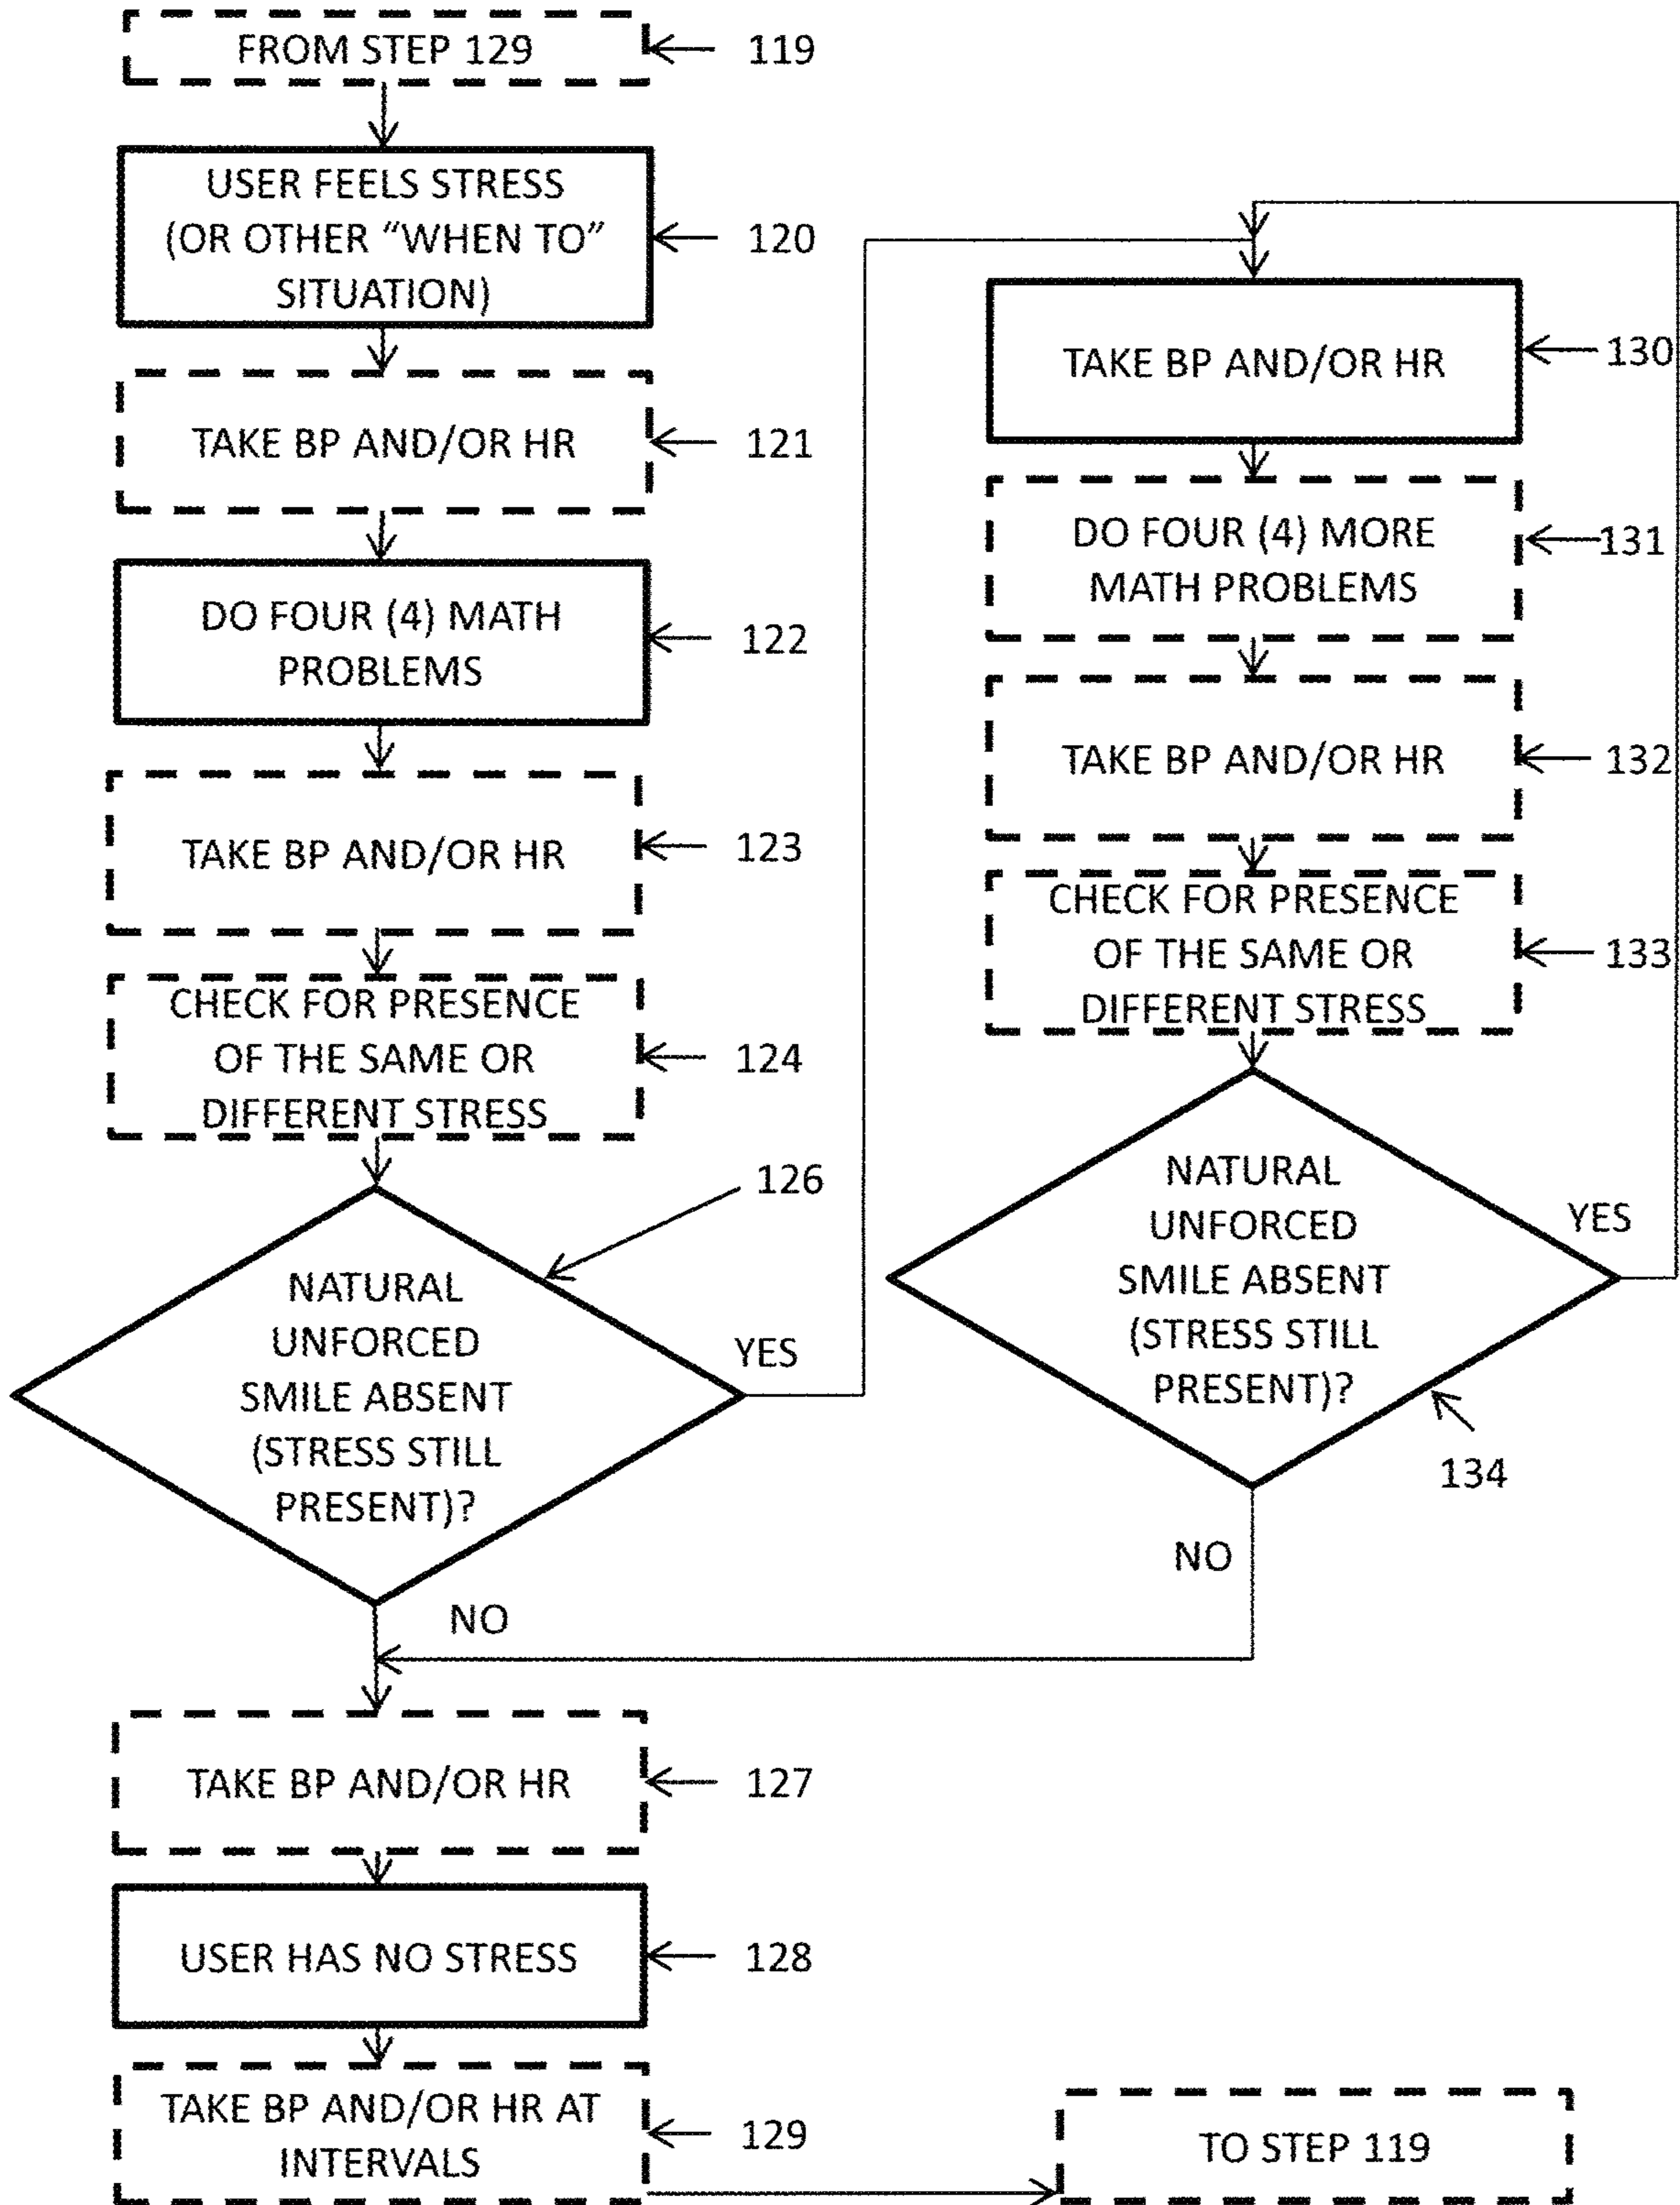 FROM STEP 129
119
USER FEELS STRESS
(OR OTHER “WHEN TO”
SITUATION)
120
TAKE BP AND/OR HR
121
DO FOUR (4) MATH
PROBLEMS
122
TAKE BP AND/OR HR
123
CHECK FOR PRESENCE
OF THE SAME OR
DIFFERENT STRESS
124
126
NATURAL
UNFORCED
SMILE ABSENT
(STRESS STILL
PRESENT)?
YES
NO
TAKE BP AND/OR HR
127
USER HAS NO STRESS
128
TAKE BP AND/OR HR AT
INTERVALS
129
TAKE BP AND/OR HR
130
DO FOUR (4) MORE
MATH PROBLEMS
131
TAKE BP AND/OR HR
132
CHECK FOR PRESENCE
OF THE SAME OR
DIFFERENT STRESS
133
NATURAL
UNFORCED
SMILE ABSENT
(STRESS STILL
PRESENT)?
YES
134
NO
TO STEP 119